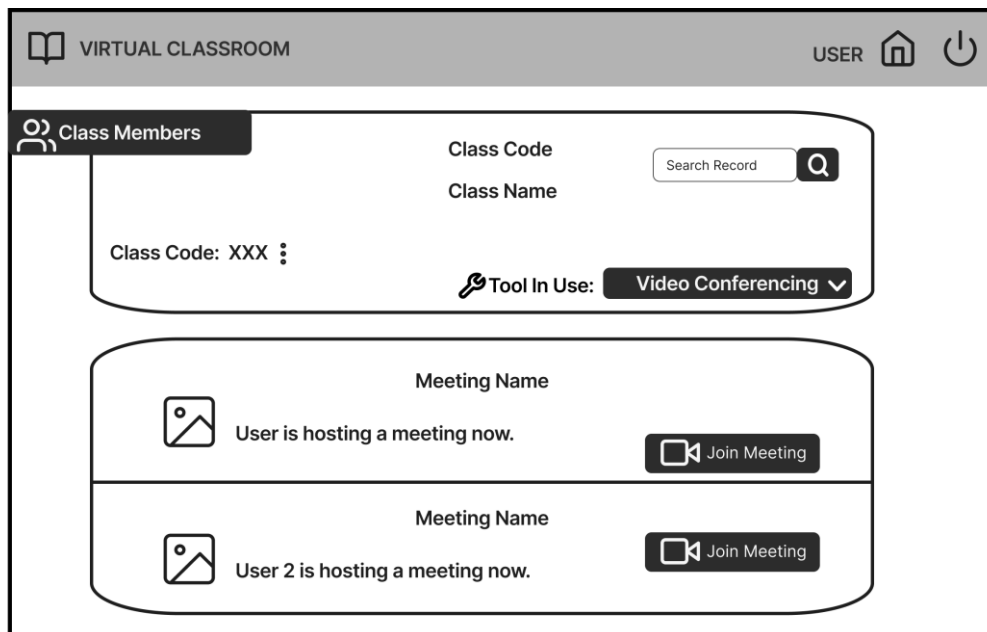 VIRTUAL CLASSROOM
USER
Class Members
Class Code
Search Record
Class Name
Class Code: XXX
Tool In Use:
Video Conferencing
Meeting Name
User is hosting a meeting now.
Join Meeting
Meeting Name
User 2 is hosting a meeting now.
Join Meeting